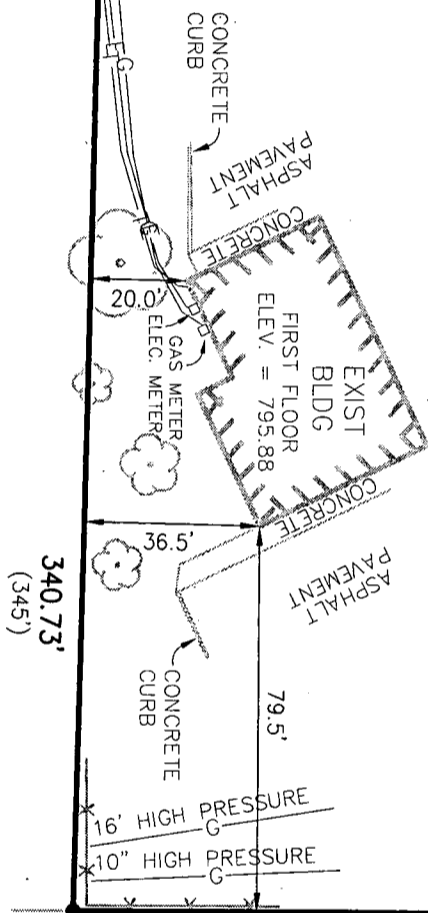 G
E
CONCRETE
CURB
ASPHALT
PAVEMENT
CONCRETE
E
20.0'
GAS METER
ELEC. METER
EXIST
BLDG
FIRST FLOOR
ELEV. = 795.88
CONCRETE
36.5'
ASPHALT
PAVEMENT
340.73'
(345')
CONCRETE
CURB
79.5'
16' HIGH PRESSURE
G
10" HIGH PRESSURE
G